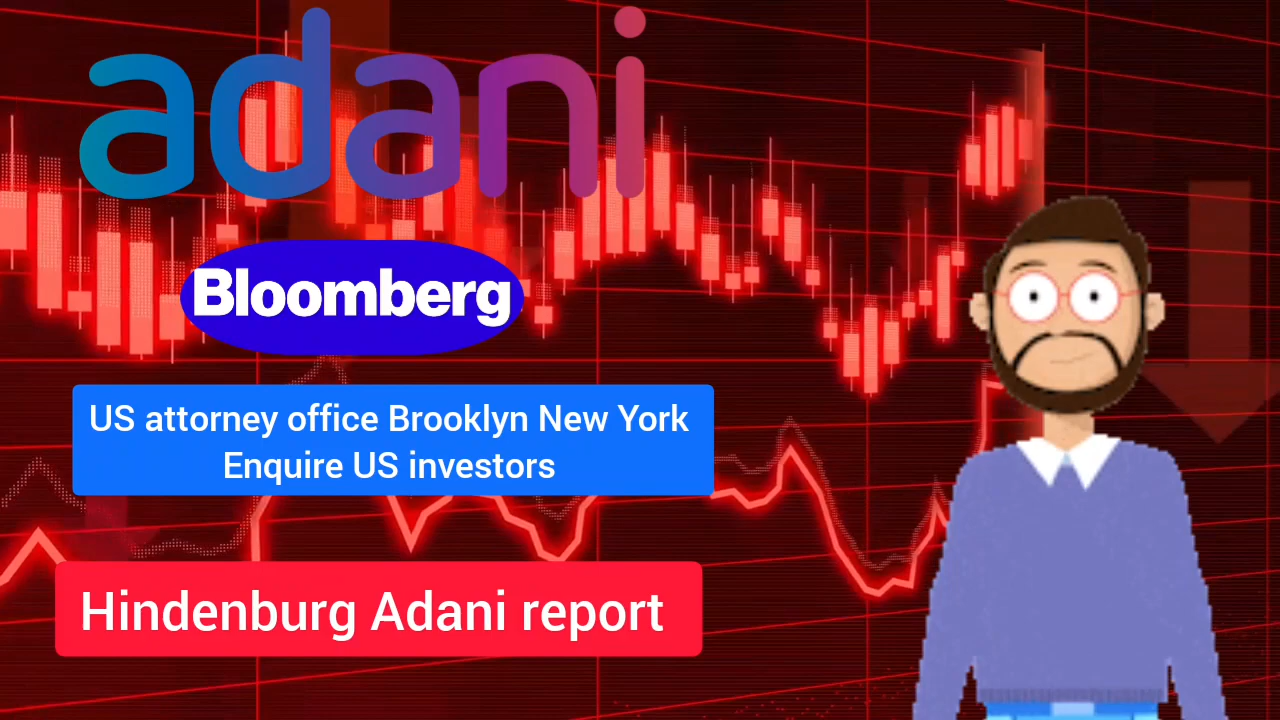 adani
Bloomberg
US attorney office Brooklyn New York
Enquire US investors
Hindenburg Adani report